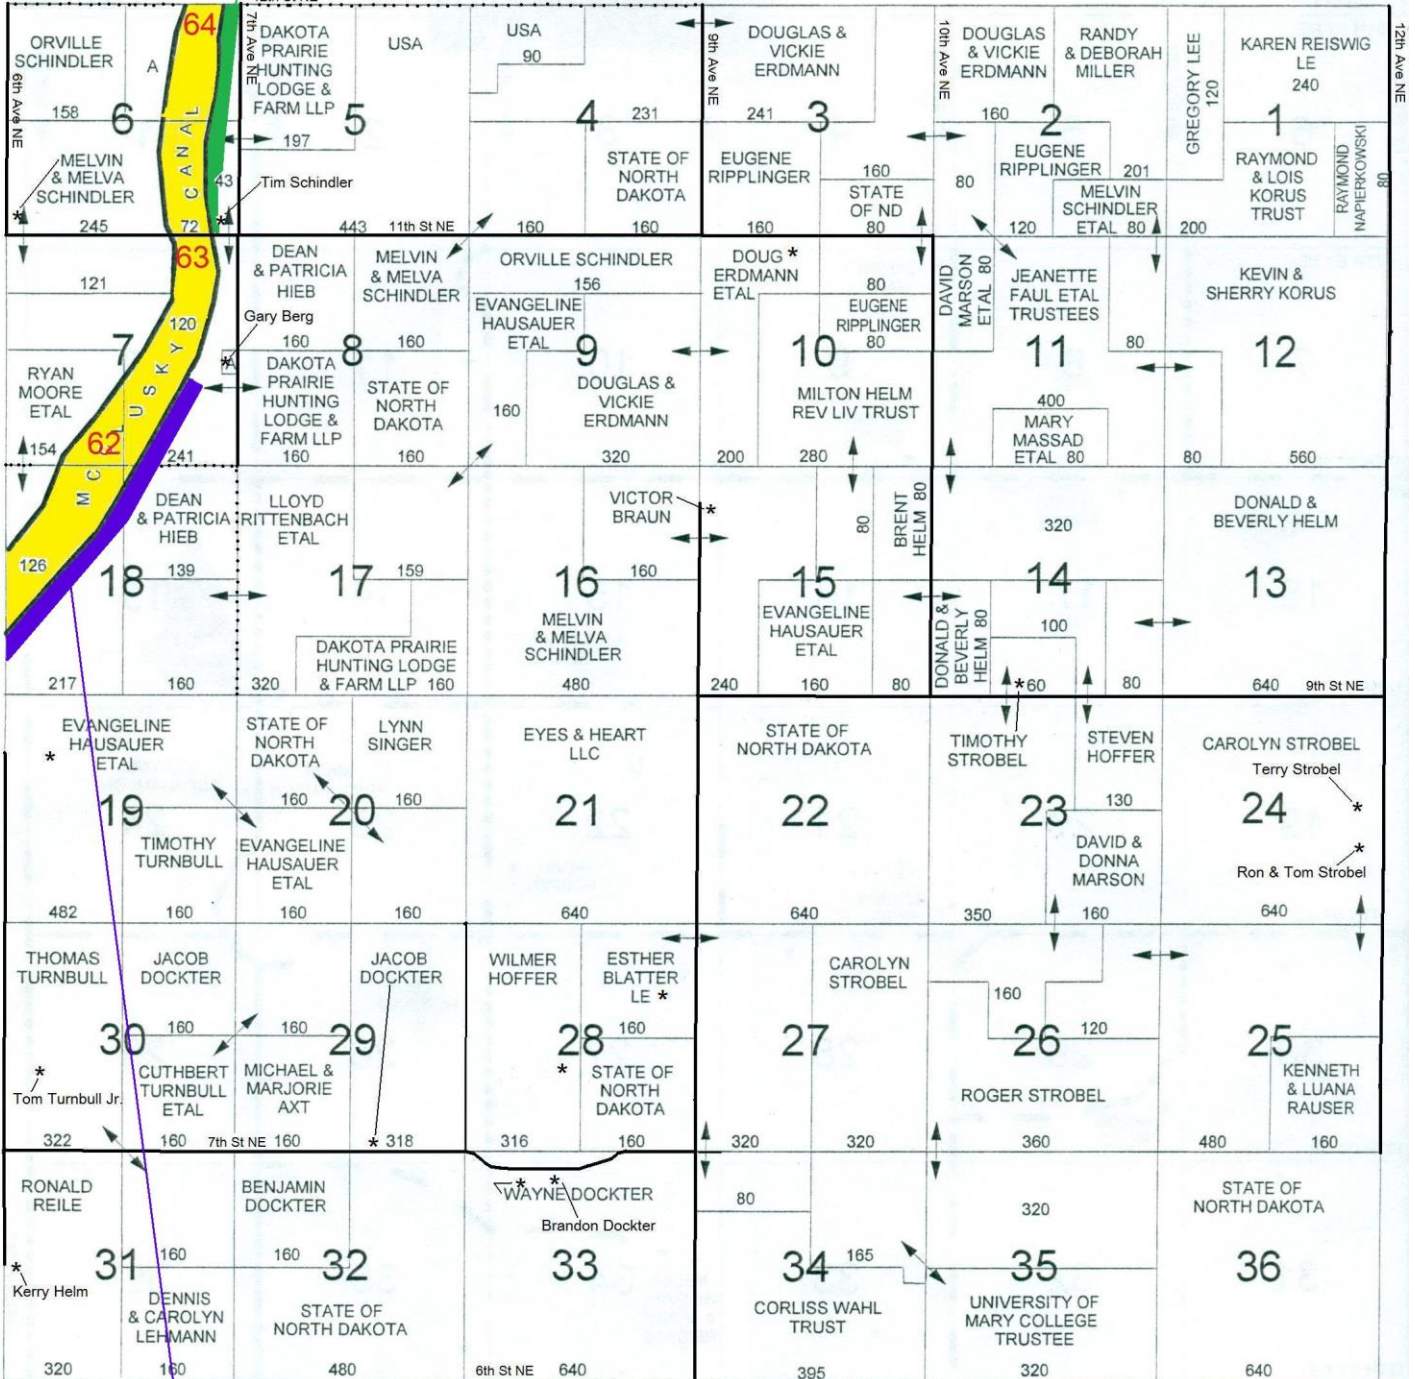 12th St NE
64
7th Ave NE
ORVILLE
SCHINDLER
A
158
6
6th Ave NE
MELVIN
& MELVA
SCHINDLER
245
72
43
Tim Schindler
MCCLUSKY CANAL
DAKOTA
PRAIRIE
HUNTING
LODGE &
FARM LLP
197
USA
5
443
11th St NE
USA
90
4
231
STATE OF
NORTH
DAKOTA
160
160
9th Ave NE
DOUGLAS &
VICKIE
ERDMANN
241
3
EUGENE
RIPPLINGER
160
160
STATE
OF ND
80
10th Ave NE
DOUGLAS
& VICKIE
ERDMANN
160
2
RANDY
& DEBORAH
MILLER
EUGENE
RIPPLINGER
201
80
120
MELVIN
SCHINDLER
ETAL 80
GREGORY LEE
120
200
KAREN REISWIG
LE
240
1
RAYMOND
& LOIS
KORUS
TRUST
RAYMOND
NAPIERKOWSKI
80
12th Ave NE
63
121
120
7
RYAN
MOORE
ETAL
154
62
241
DEAN
& PATRICIA
HIEB
Gary Berg
A
160
8
MELVIN
& MELVA
SCHINDLER
160
DAKOTA
PRAIRIE
HUNTING
LODGE &
FARM LLP
160
STATE OF
NORTH
DAKOTA
160
ORVILLE SCHINDLER
156
EVANGELINE
HAUSAUER
ETAL
160
9
DOUGLAS &
VICKIE
ERDMANN
320
DOUG
ERDMANN
ETAL
200
80
EUGENE
RIPPLINGER
80
10
MILTON HELM
REV LIV TRUST
280
DAVID
MARSON
ETAL 80
JEANETTE
FAUL ETAL
TRUSTEES
11
80
400
MARY
MASSAD
ETAL 80
80
KEVIN &
SHERRY KORUS
12
560
126
18
DEAN
& PATRICIA
HIEB
139
217
160
LLOYD
RITTENBACH
ETAL
17
159
320
DAKOTA PRAIRIE
HUNTING LODGE
& FARM LLP 160
VICTOR
BRAUN
16
160
MELVIN
& MELVA
SCHINDLER
480
80
BRENT
HELM 80
15
EVANGELINE
HAUSAUER
ETAL
240
160
80
320
14
DONALD &
BEVERLY
HELM 80
100
60
80
DONALD &
BEVERLY HELM
13
640
9th St NE
EVANGELINE
HAUSAUER
ETAL
19
TIMOTHY
TURNBULL
482
160
STATE OF
NORTH
DAKOTA
160
20
LYNN
SINGER
160
EVANGELINE
HAUSAUER
ETAL
160
160
EYES & HEART
LLC
21
640
STATE OF
NORTH DAKOTA
22
640
TIMOTHY
STROBEL
23
350
STEVEN
HOFFER
130
DAVID &
DONNA
MARSON
160
CAROLYN STROBEL
Terry Strobel
24
Ron & Tom Strobel
640
THOMAS
TURNBULL
30
Tom Turnbull Jr.
322
JACOB
DOCKTER
160
CUTHBERT
TURNBULL
ETAL
160
7th St NE
160
29
MICHAEL &
MARJORIE
AXT
160
JACOB
DOCKTER
318
WILMER
HOFFER
28
316
ESTHER
BLATTER
LE
160
STATE OF
NORTH
DAKOTA
160
27
320
CAROLYN
STROBEL
320
160
26
120
ROGER STROBEL
360
25
KENNETH
& LUANA
RAUSER
480
160
RONALD
REILE
31
Kerry Helm
160
DENNIS
& CAROLYN
LEHMANN
320
160
BENJAMIN
DOCKTER
160
32
STATE OF
NORTH DAKOTA
480
WAYNE DOCKTER
Brandon Dockter
33
6th St NE
640
80
34
165
CORLISS WAHL
TRUST
395
320
35
UNIVERSITY OF
MARY COLLEGE
TRUSTEE
320
STATE OF
NORTH DAKOTA
36
640